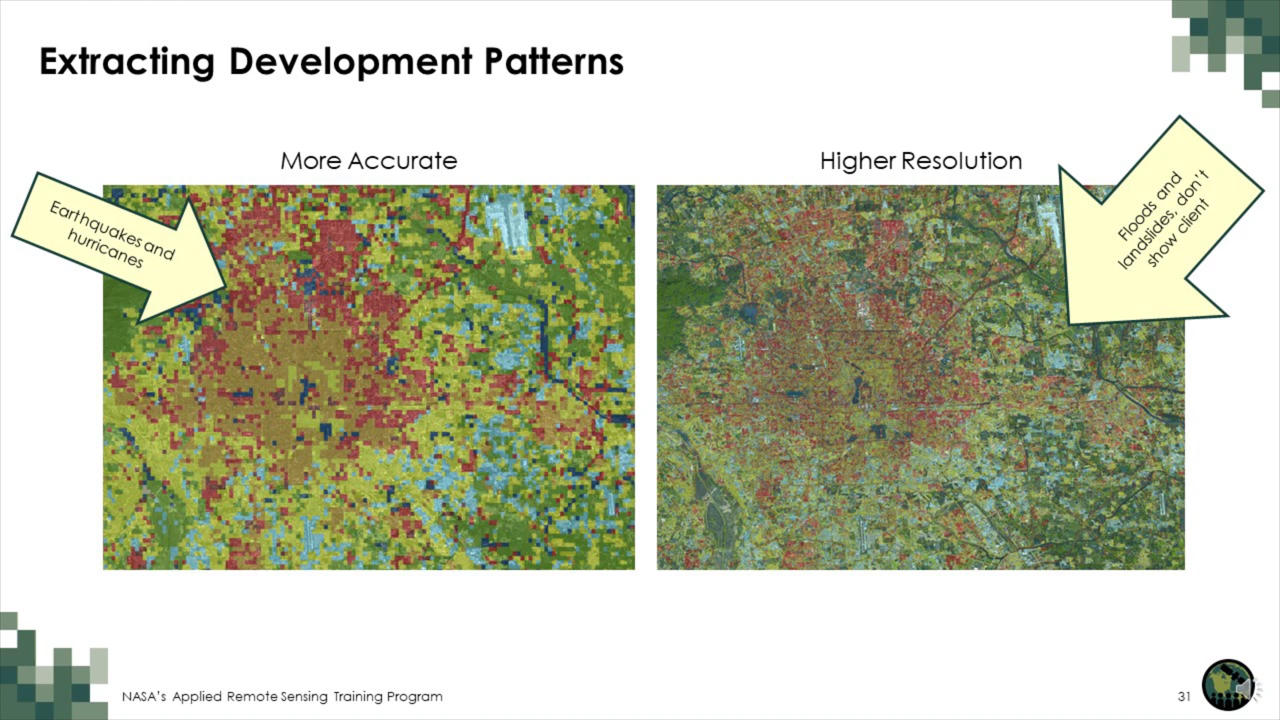 Extracting Development Patterns
More Accurate
Higher Resolution
Earthquakes and
hurricanes
Floods and
landslides, don't
show client
NASA's Applied Remote Sensing Training Program
31